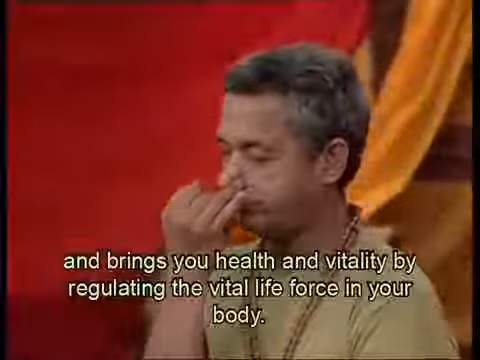 and brings you health and vitality by
regulating the vital life force in your
body.